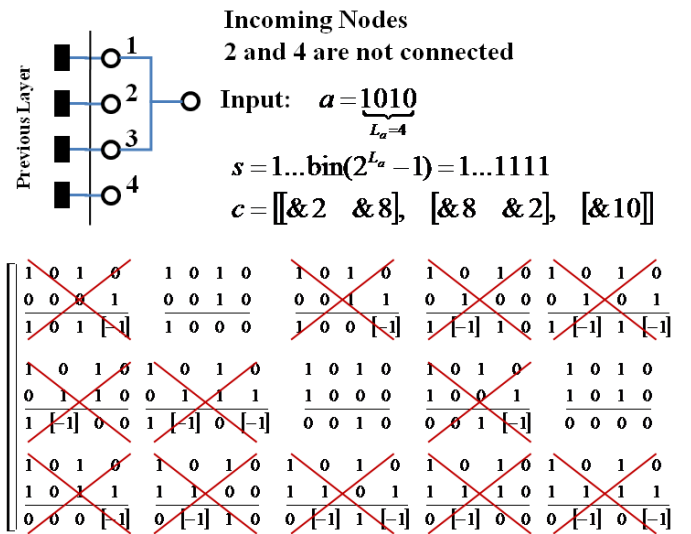 Incoming Nodes
2 and 4 are not connected
Previous Layer
1
2
3
4
Input: a = 1010
L_a=4
s = 1...bin(2^{L_a} −1) = 1...1111
c = [[&2 &8], [&8 &2], [&10]]
1 0 1 0 1 0 1 0 1 0 1 0 1 0 1 0 1 0 1 0
0 0 0 1 0 0 1 0 0 0 1 1 0 1 0 0 0 1 0 1
1 0 1 [−1] 1 0 0 0 1 0 0 [−1] 1 [−1] 1 0 1 [−1] 1 [−1]
1 0 1 0 1 0 1 0 1 0 1 0 1 0 1 0 1 0 1 0
0 1 1 0 0 1 1 1 1 0 0 0 1 0 0 1 1 0 1 0
1 [−1] 0 0 1 [−1] 0 [−1] 0 0 1 0 0 0 1 [−1] 0 0 0 0
1 0 1 0 1 0 1 0 1 0 1 0 1 0 1 0 1 0 1 0
1 0 1 1 1 1 0 0 1 1 0 1 1 1 1 0 1 1 1 1
0 0 0 [−1] 0 [−1] 1 0 0 [−1] 1 [−1] 0 [−1] 0 0 0 [−1] 0 [−1]